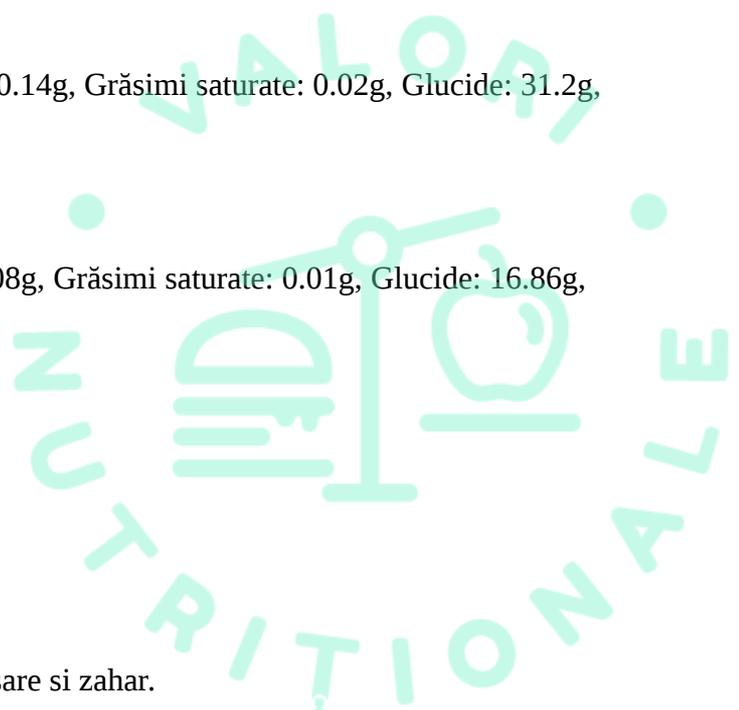 VALORI
0.14g, Grăsimi saturate: 0.02g, Glucide: 31.2g,
08g, Grăsimi saturate: 0.01g, Glucide: 16.86g,
NUTRITIONALE
sare si zahar.